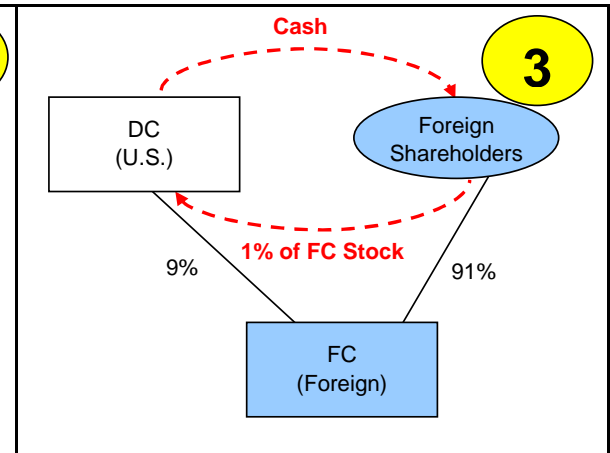 Cash
3
DC
(U.S.)
Foreign
Shareholders
1% of FC Stock
9%
91%
FC
(Foreign)